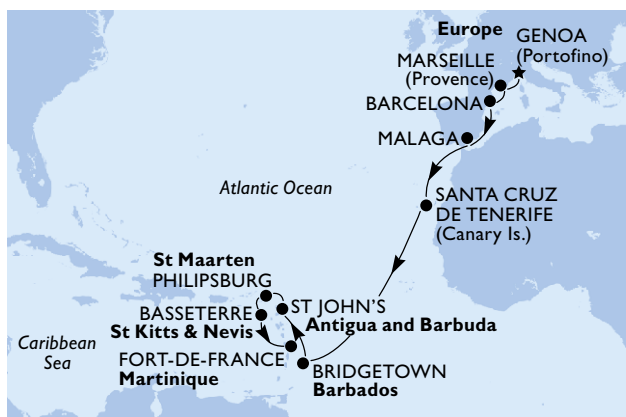 Europe
GENOA
(Portofino)
MARSEILLE
(Provence)
BARCELONA
MALAGA
Atlantic Ocean
SANTA CRUZ
DE TENERIFE
(Canary Is.)
St Maarten
PHILIPSBURG
BASSETERRE
St Kitts & Nevis
ST JOHN'S
Antigua and Barbuda
Caribbean
Sea
FORT-DE-FRANCE
Martinique
BRIDGETOWN
Barbados